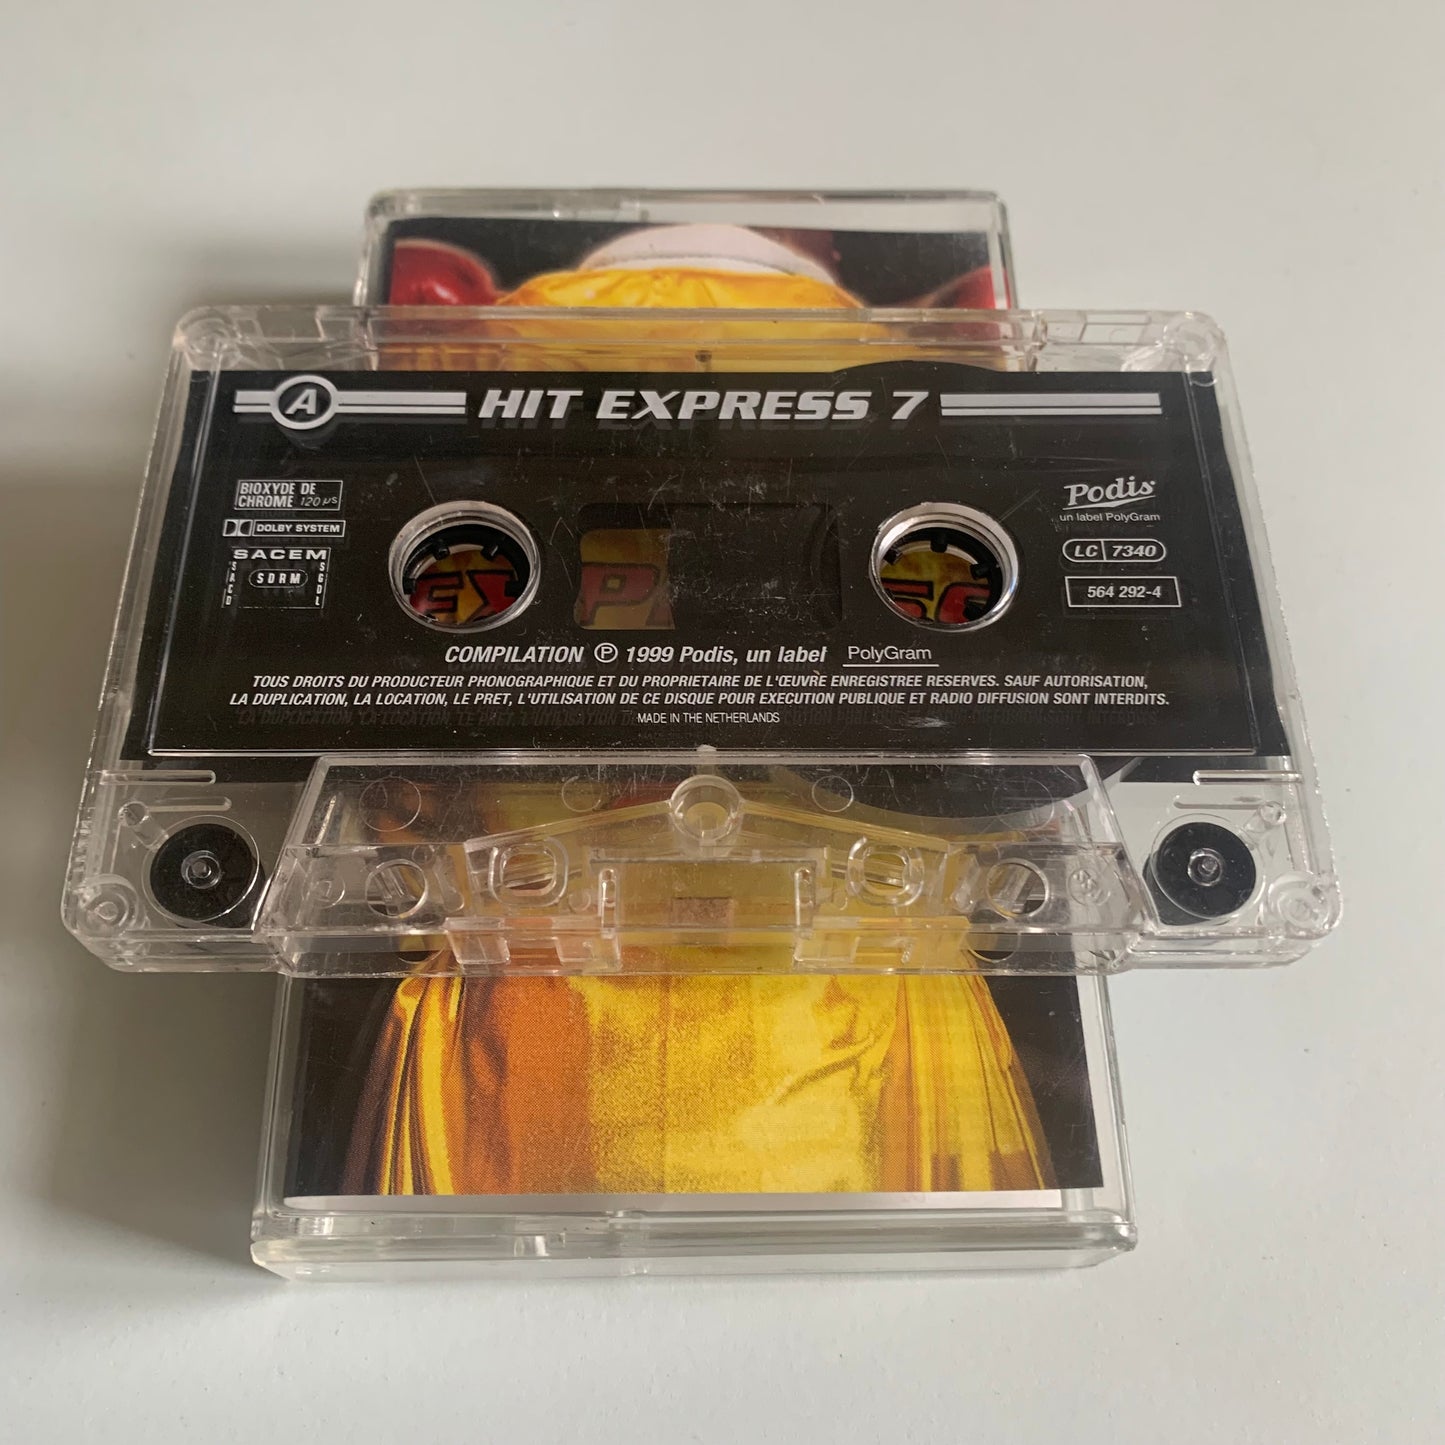 A HIT EXPRESS 7
BIOXYDE DE
CHROME 120 µs
DOLBY SYSTEM
SACEM
SACD SDRM SGDL
Podis
un label PolyGram
LC 7340
564 292-4
EX P
COMPILATION ℗ 1999 Podis, un label PolyGram
TOUS DROITS DU PRODUCTEUR PHONOGRAPHIQUE ET DU PROPRIETAIRE DE L'ŒUVRE ENREGISTREE RESERVES. SAUF AUTORISATION,
LA DUPLICATION, LA LOCATION, LE PRET, L'UTILISATION DE CE DISQUE POUR EXECUTION PUBLIQUE ET RADIO DIFFUSION SONT INTERDITS.
MADE IN THE NETHERLANDS